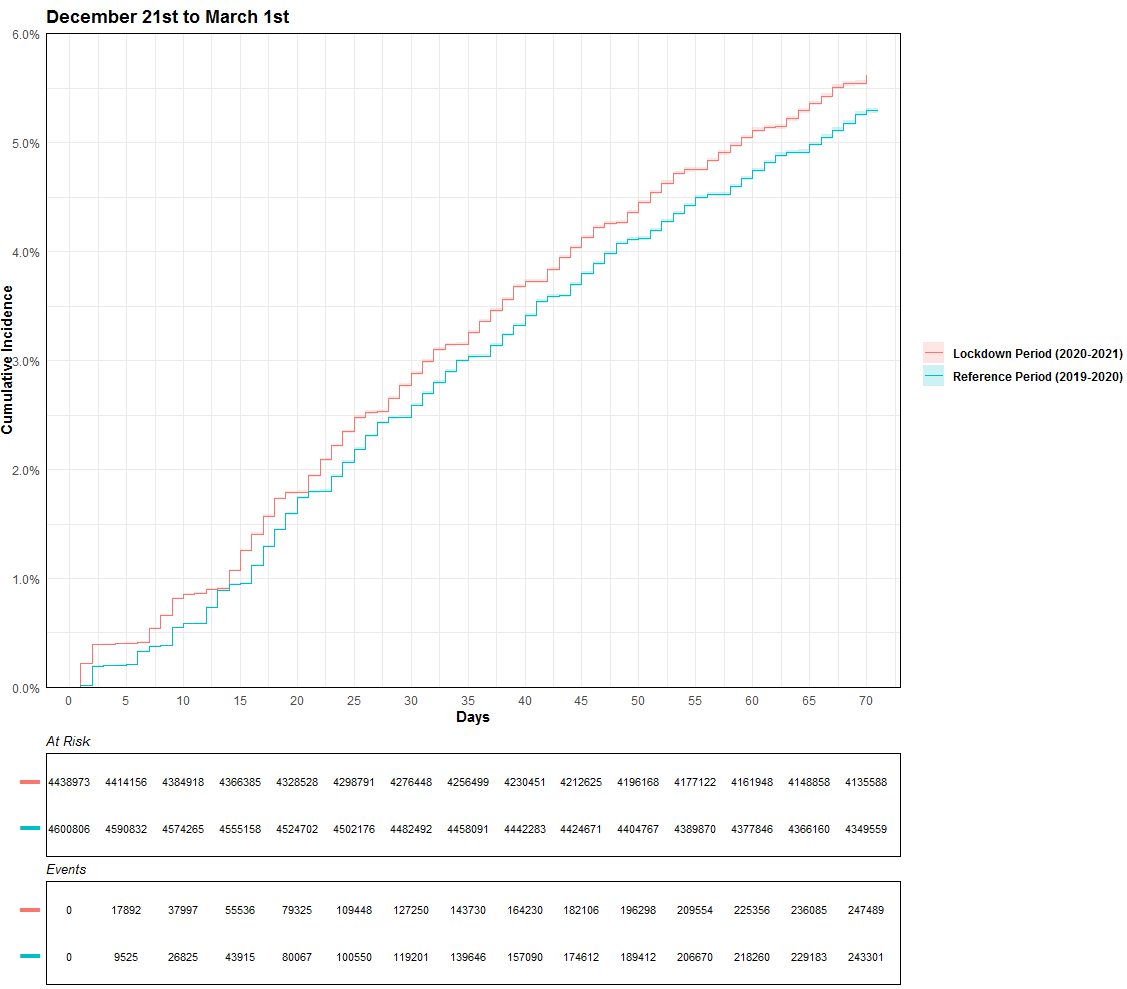 December 21st to March 1st
6.0%
5.0%
4.0%
3.0%
2.0%
1.0%
0.0%
Cumulative Incidence
0 5 10 15 20 25 30 35 40 45 50 55 60 65 70
Days
Lockdown Period (2020-2021)
Reference Period (2019-2020)
At Risk
4438973 4414156 4384918 4366385 4328528 4298791 4276448 4256499 4230451 4212625 4196168 4177122 4161948 4148858 4135588
4600806 4590832 4574265 4555158 4524702 4502176 4482492 4458091 4442283 4424671 4404767 4389870 4377846 4366160 4349559
Events
0 17892 37997 55536 79325 109448 127250 143730 164230 182106 196298 209554 225356 236085 247489
0 9525 26825 43915 80067 100550 119201 139646 157090 174612 189412 206670 218260 229183 243301